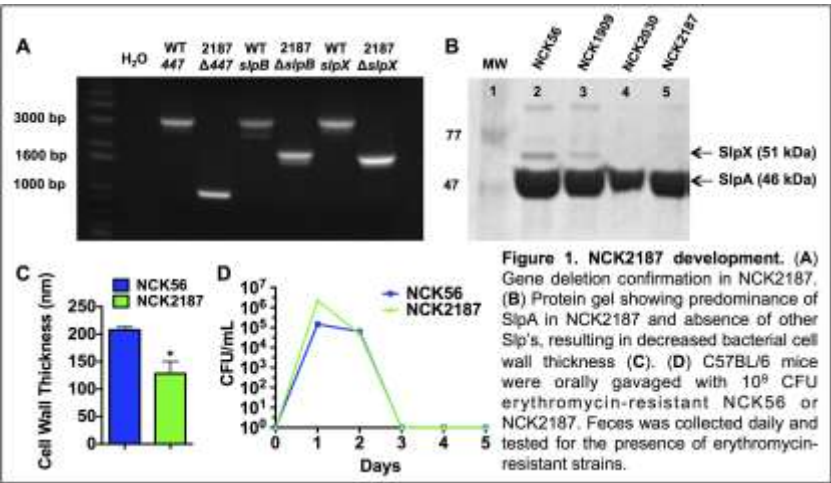 A
H2O
WT 447
2187 Δ447
WT slpB
2187 ΔslpB
WT slpX
2187 ΔslpX
3000 bp
1600 bp
1000 bp
B
MW
NCK56
NCK1909
NCK2030
NCK2187
1 2 3 4 5
77
47
← SlpX (51 kDa)
← SlpA (46 kDa)
C
NCK56
NCK2187
Cell Wall Thickness (nm)
250
200
150
100
50
0
*
D
NCK56
NCK2187
CFU/mL
10⁷
10⁶
10⁵
10⁴
10³
10²
10¹
10⁰
0 1 2 3 4 5
Days
Figure 1. NCK2187 development. (A)
Gene deletion confirmation in NCK2187.
(B) Protein gel showing predominance of
SlpA in NCK2187 and absence of other
Slp's, resulting in decreased bacterial cell
wall thickness (C). (D) C57BL/6 mice
were orally gavaged with 10⁹ CFU
erythromycin-resistant NCK56 or
NCK2187. Feces was collected daily and
tested for the presence of erythromycin-
resistant strains.